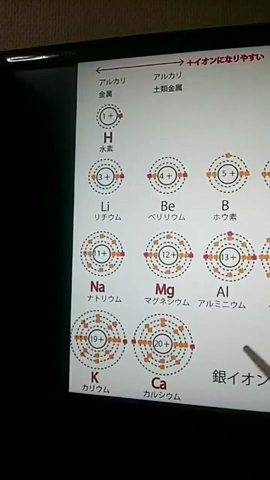 +イオンになりやすい
アルカリ
金属
アルカリ
土類金属
1+
H
水素
3+
4+
5+
Li
リチウム
Be
ベリリウム
B
ホウ素
11+
12+
13+
Na
ナトリウム
Mg
マグネシウム
Al
アルミニウム
19+
20+
K
カリウム
Ca
カルシウム
銀イオン